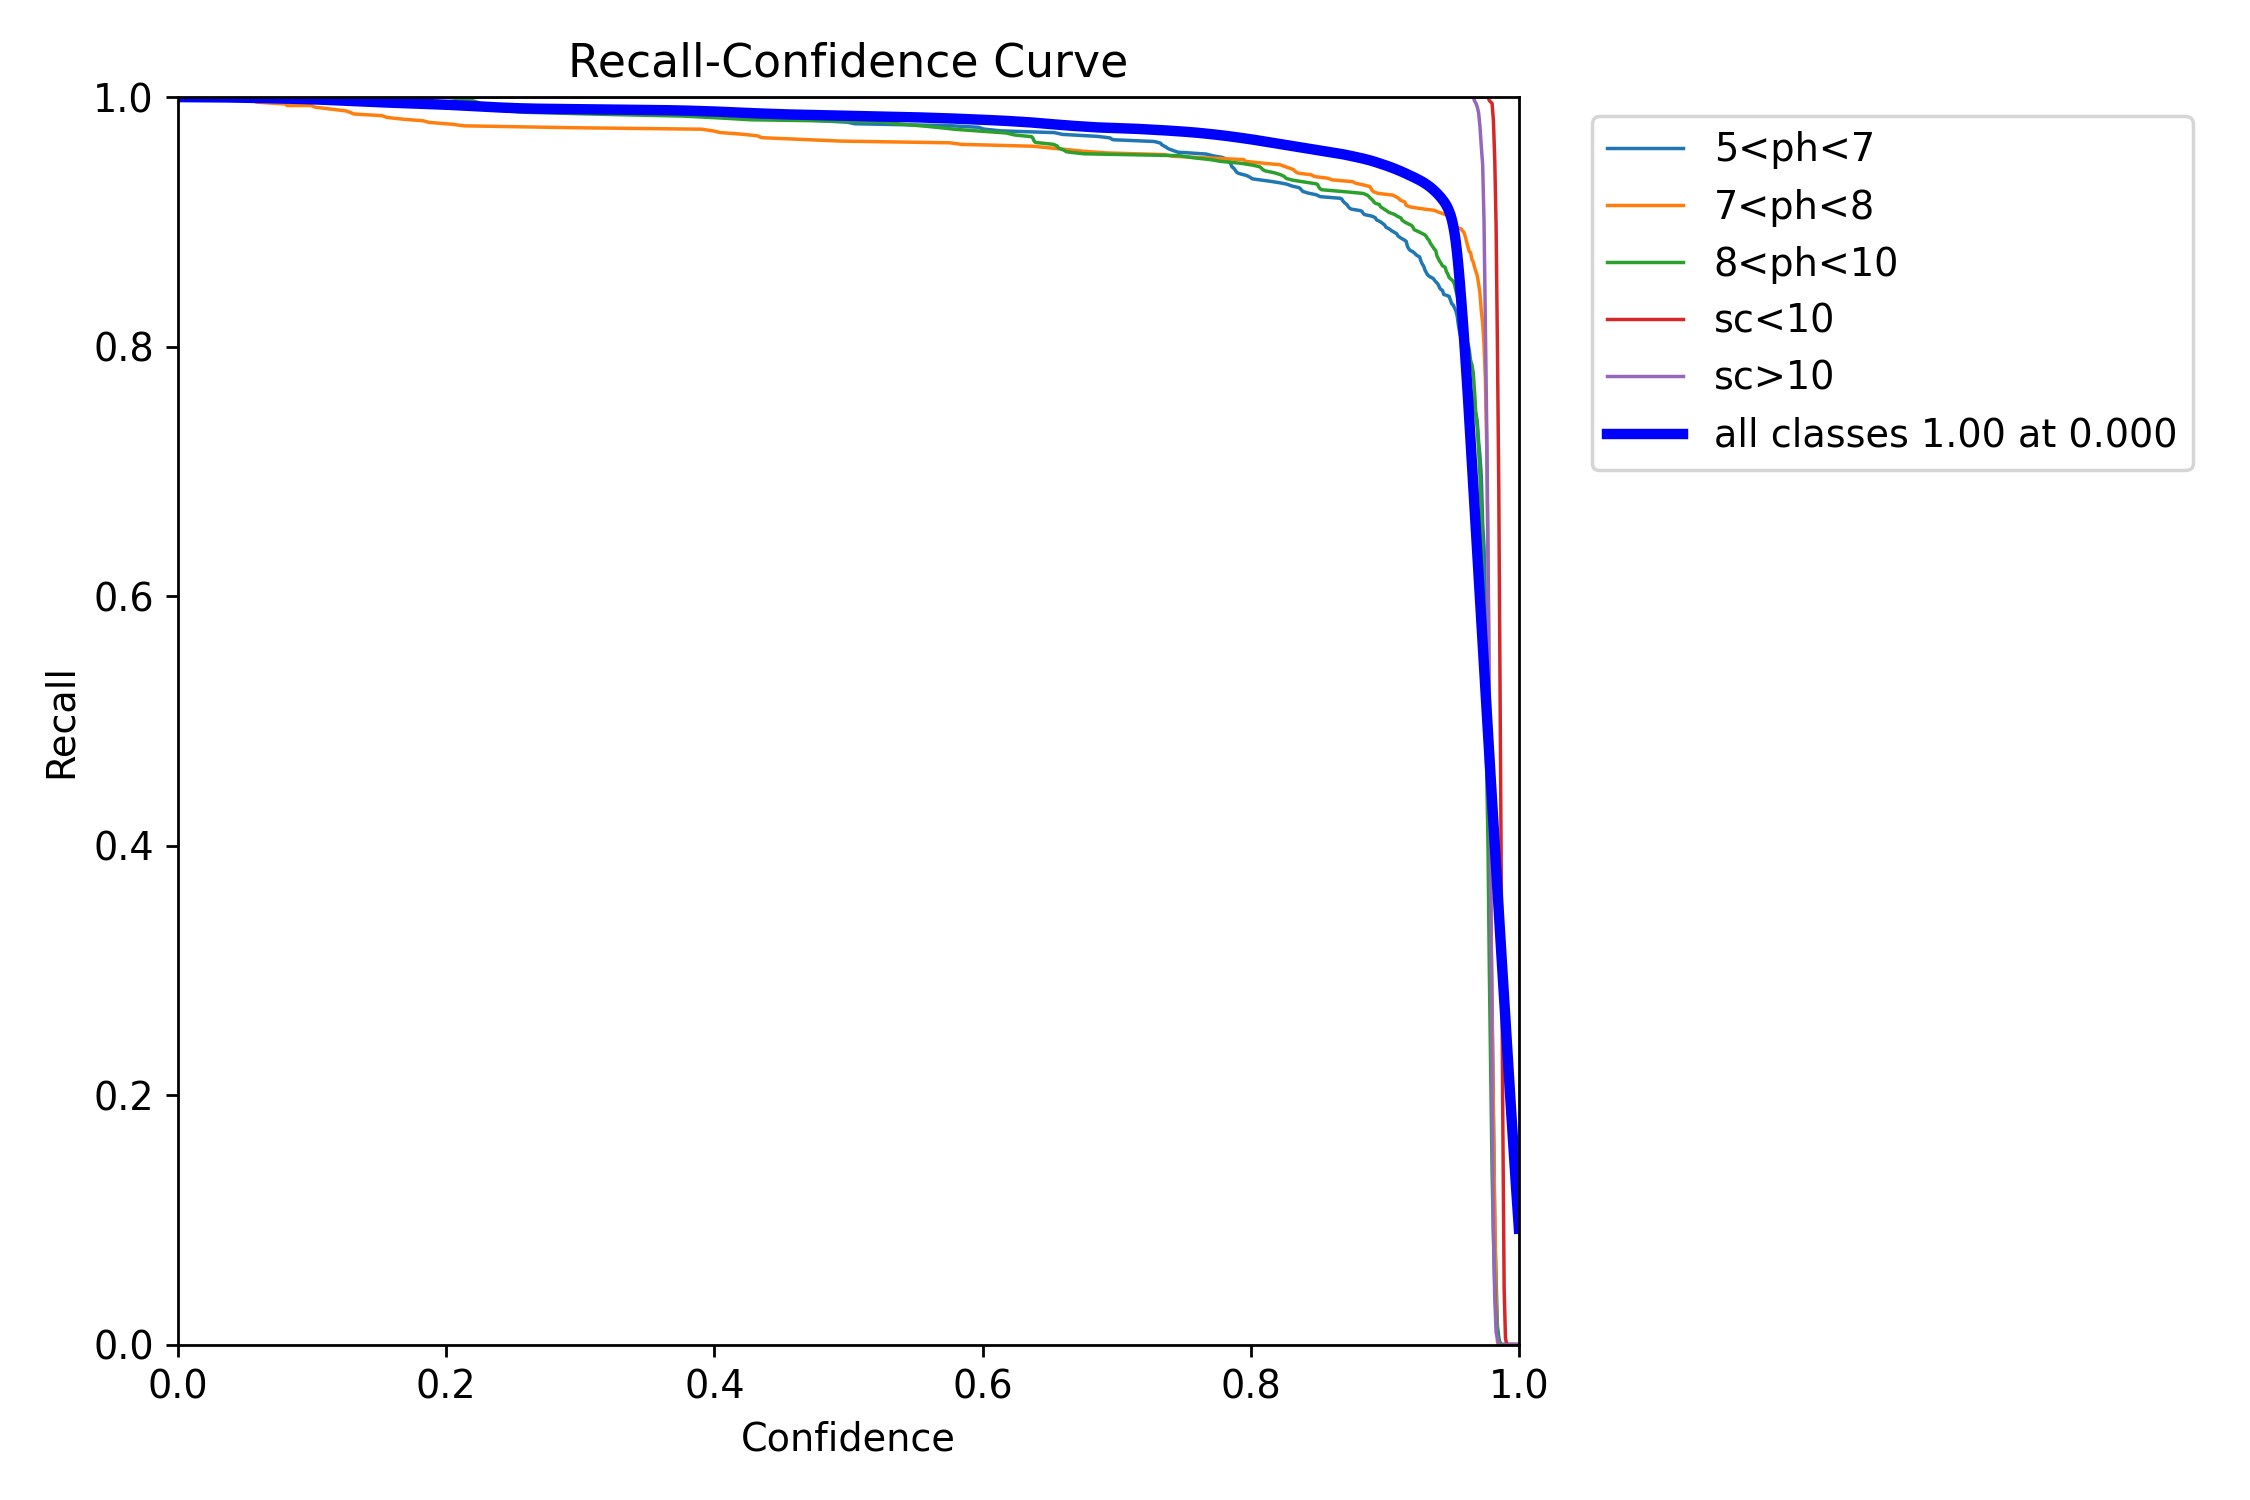 Recall-Confidence Curve
1.0
0.8
0.6
0.4
0.2
0.0
Recall
0.0 0.2 0.4 0.6 0.8 1.0
Confidence
5<ph<7
7<ph<8
8<ph<10
sc<10
sc>10
all classes 1.00 at 0.000